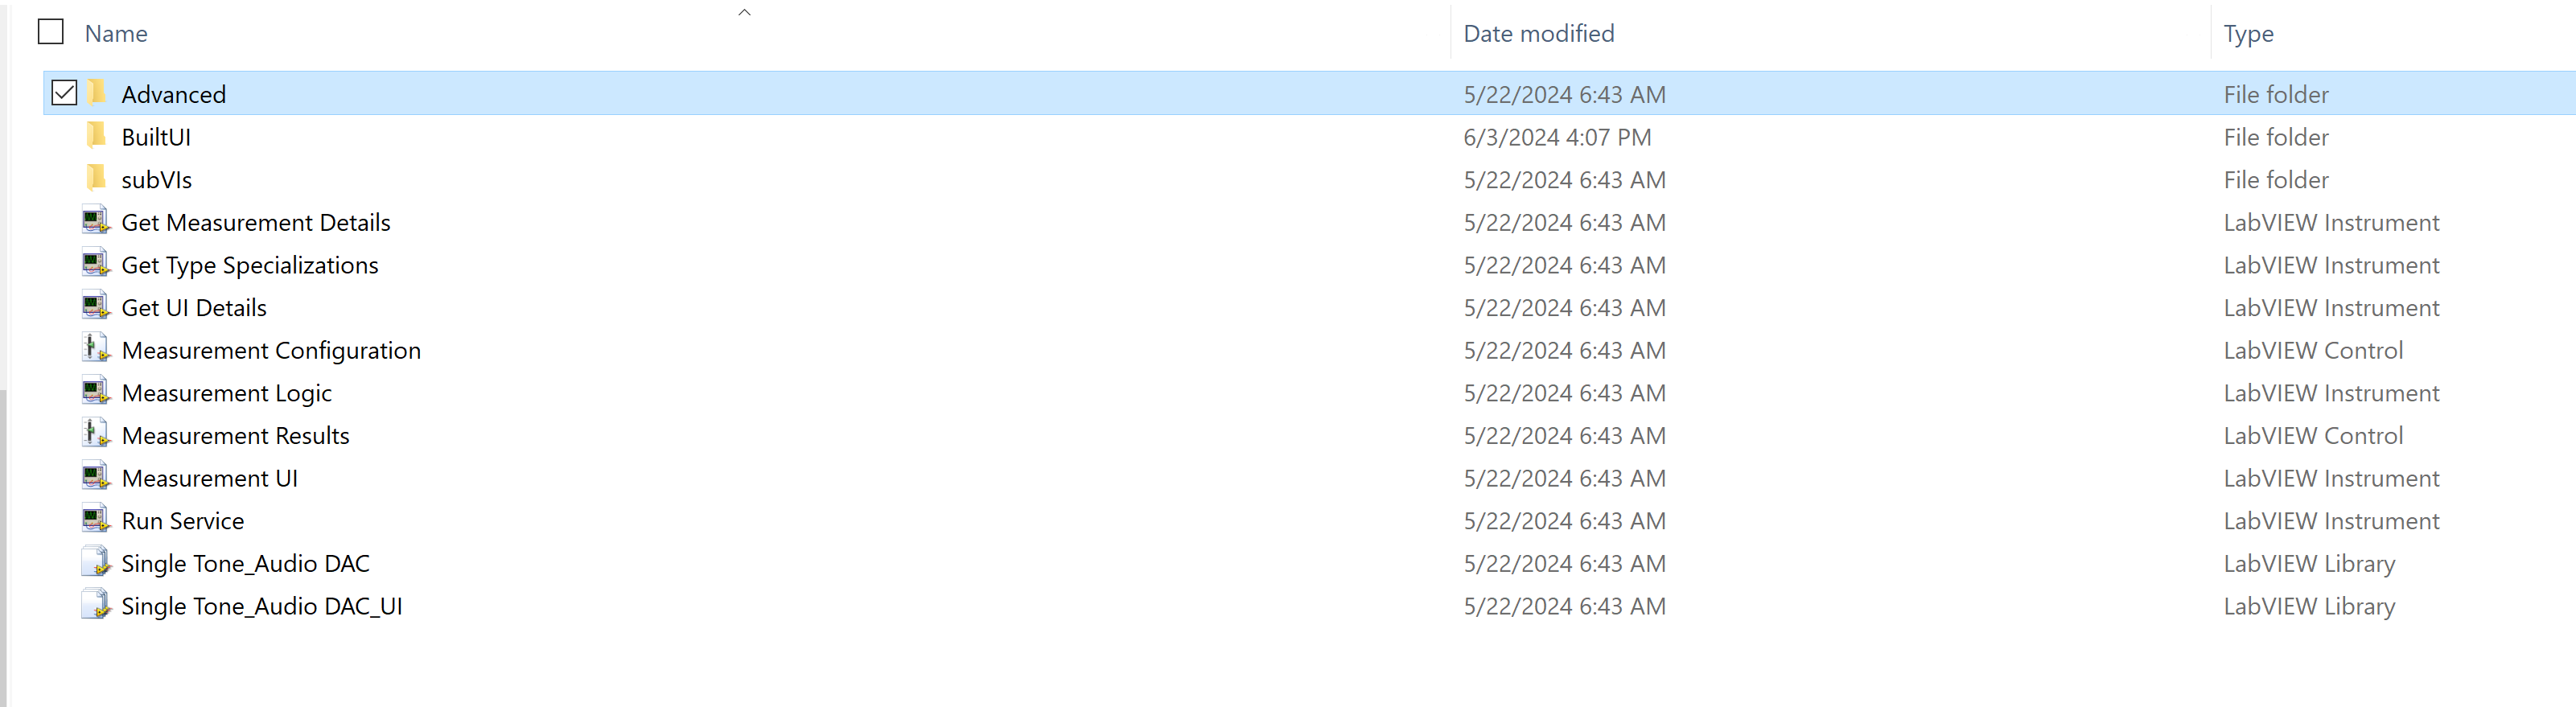 Name Date modified Type
Advanced 5/22/2024 6:43 AM File folder
BuiltUI 6/3/2024 4:07 PM File folder
subVIs 5/22/2024 6:43 AM File folder
Get Measurement Details 5/22/2024 6:43 AM LabVIEW Instrument
Get Type Specializations 5/22/2024 6:43 AM LabVIEW Instrument
Get UI Details 5/22/2024 6:43 AM LabVIEW Instrument
Measurement Configuration 5/22/2024 6:43 AM LabVIEW Control
Measurement Logic 5/22/2024 6:43 AM LabVIEW Instrument
Measurement Results 5/22/2024 6:43 AM LabVIEW Control
Measurement UI 5/22/2024 6:43 AM LabVIEW Instrument
Run Service 5/22/2024 6:43 AM LabVIEW Instrument
Single Tone_Audio DAC 5/22/2024 6:43 AM LabVIEW Library
Single Tone_Audio DAC_UI 5/22/2024 6:43 AM LabVIEW Library